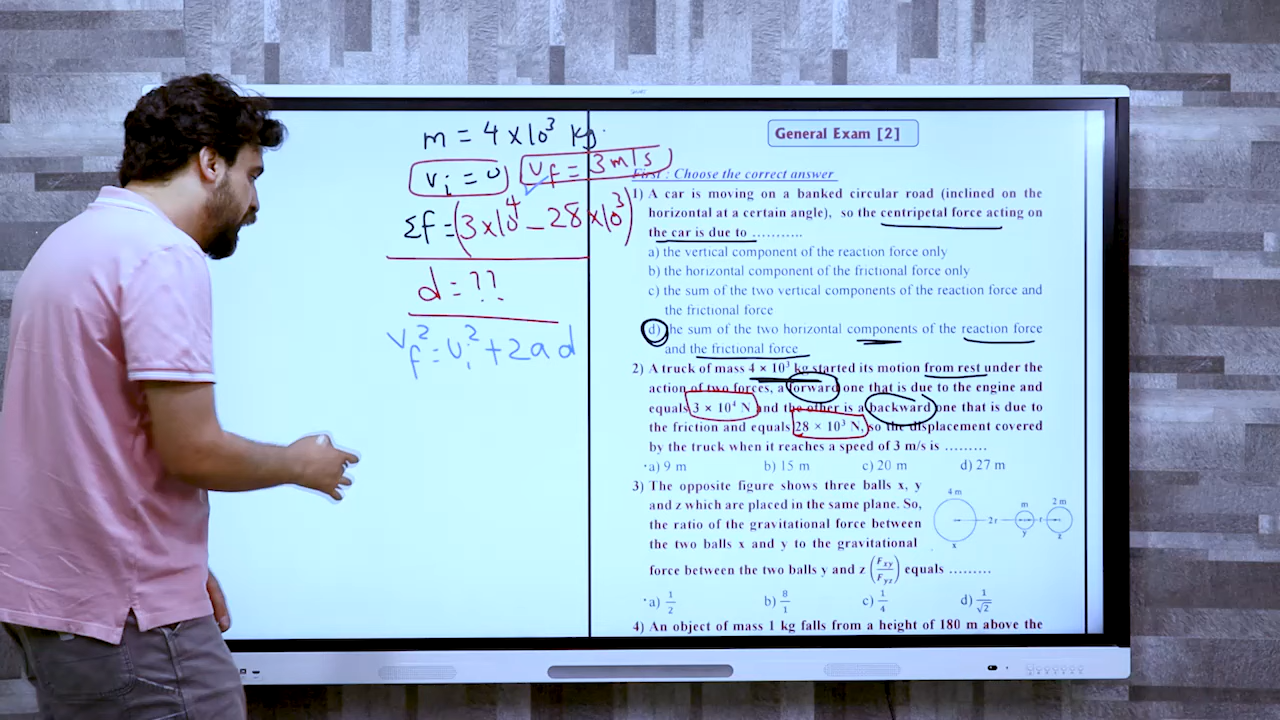 SMART
m = 4 x 10³ kg.
Vᵢ = 0 Vf = 3 m/s
Σf = (3 x 10⁴ – 28 x 10³)
d = ??
Vf² = Vᵢ² + 2 a d
General Exam [2]
First : Choose the correct answer
1) A car is moving on a banked circular road (inclined on the
horizontal at a certain angle), so the centripetal force acting on
the car is due to ...........
a) the vertical component of the reaction force only
b) the horizontal component of the frictional force only
c) the sum of the two vertical components of the reaction force and
the frictional force
d) the sum of the two horizontal components of the reaction force
and the frictional force
2) A truck of mass 4 × 10³ kg started its motion from rest under the
action of two forces, a forward one that is due to the engine and
equals 3 × 10⁴ N and the other is a backward one that is due to
the friction and equals 28 × 10³ N, so the displacement covered
by the truck when it reaches a speed of 3 m/s is .........
a) 9 m b) 15 m c) 20 m d) 27 m
3) The opposite figure shows three balls x, y
and z which are placed in the same plane. So,
the ratio of the gravitational force between
the two balls x and y to the gravitational
force between the two balls y and z (Fxy/Fyz) equals .........
4 m m 2 m
2r r
x y z
a) 1/2 b) 8/1 c) 1/4 d) 1/√2
4) An object of mass 1 kg falls from a height of 180 m above the